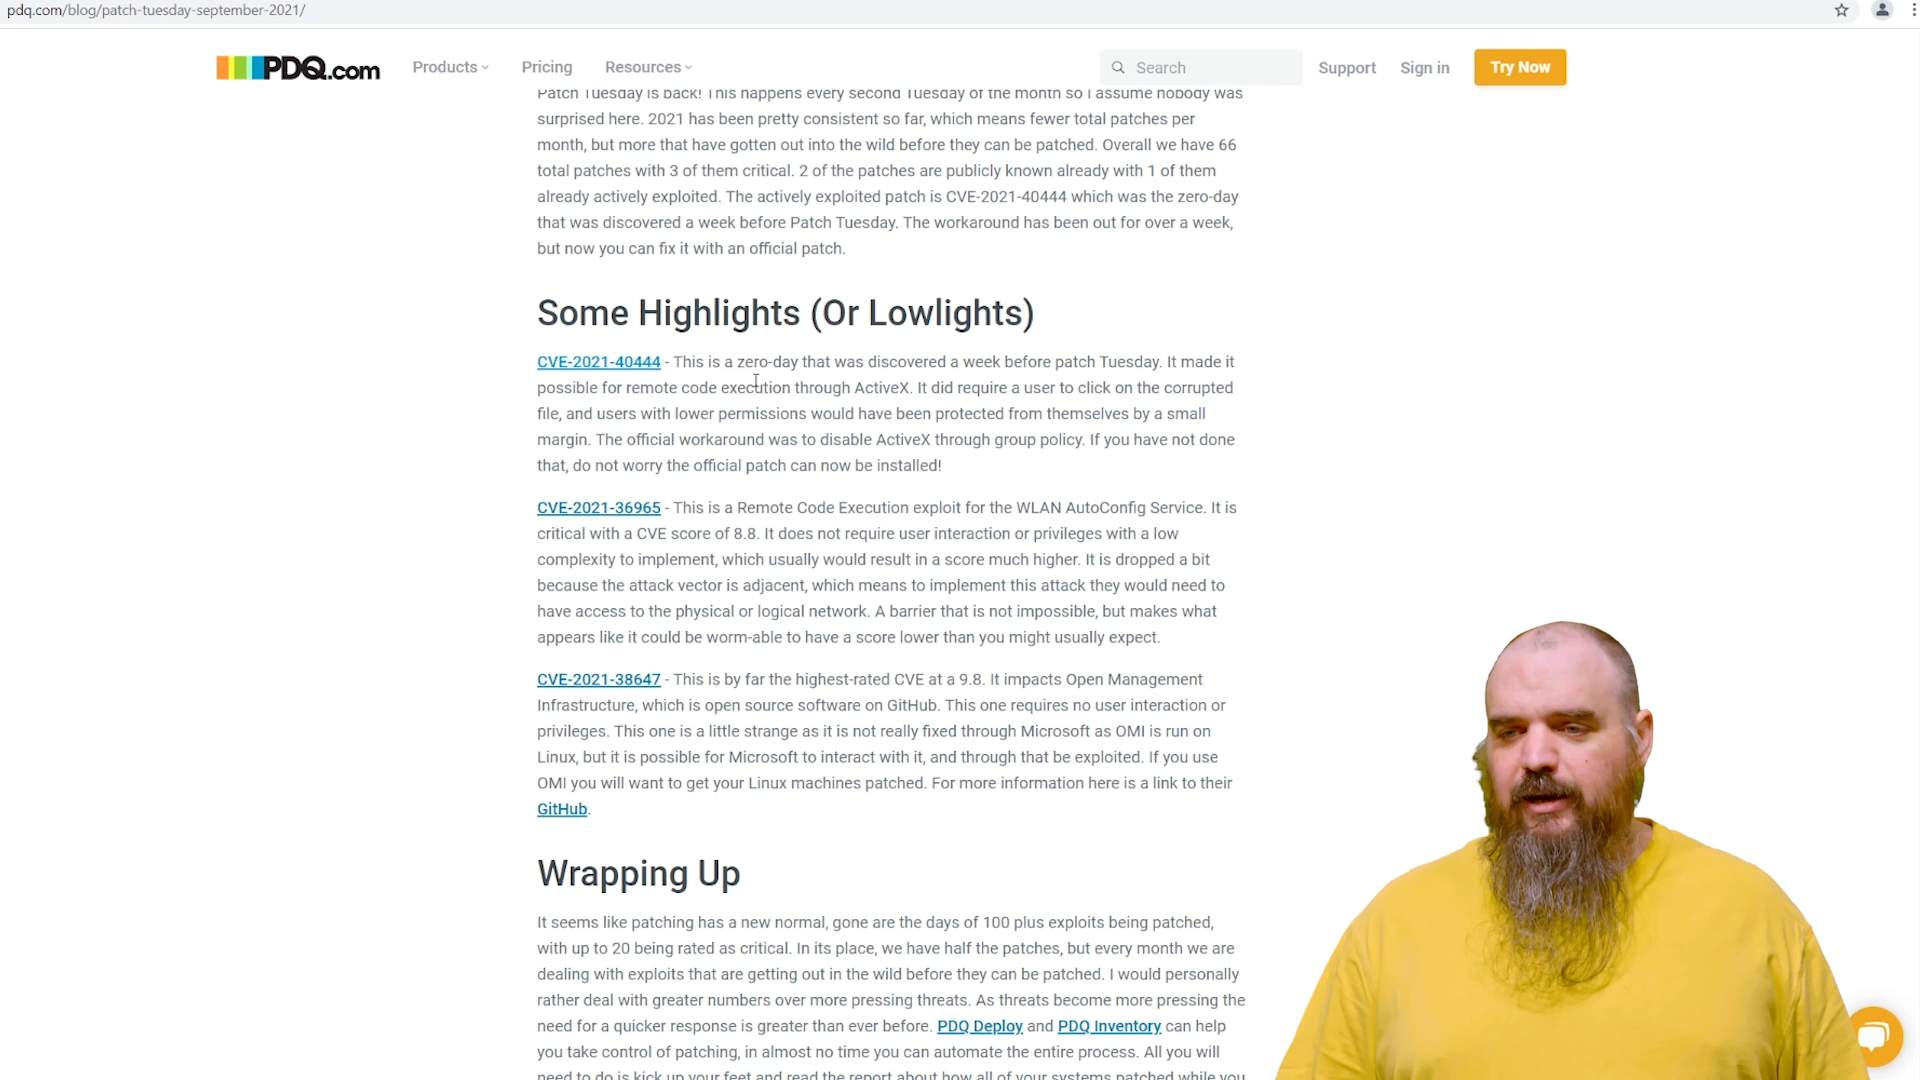 pdq.com/blog/patch-tuesday-september-2021/
PDQ.com Products Pricing Resources Search Support Sign in Try Now
Patch Tuesday is back! This happens every second Tuesday of the month so I assume nobody was
surprised here. 2021 has been pretty consistent so far, which means fewer total patches per
month, but more that have gotten out into the wild before they can be patched. Overall we have 66
total patches with 3 of them critical. 2 of the patches are publicly known already with 1 of them
already actively exploited. The actively exploited patch is CVE-2021-40444 which was the zero-day
that was discovered a week before Patch Tuesday. The workaround has been out for over a week,
but now you can fix it with an official patch.
Some Highlights (Or Lowlights)
CVE-2021-40444 - This is a zero-day that was discovered a week before patch Tuesday. It made it
possible for remote code execution through ActiveX. It did require a user to click on the corrupted
file, and users with lower permissions would have been protected from themselves by a small
margin. The official workaround was to disable ActiveX through group policy. If you have not done
that, do not worry the official patch can now be installed!
CVE-2021-36965 - This is a Remote Code Execution exploit for the WLAN AutoConfig Service. It is
critical with a CVE score of 8.8. It does not require user interaction or privileges with a low
complexity to implement, which usually would result in a score much higher. It is dropped a bit
because the attack vector is adjacent, which means to implement this attack they would need to
have access to the physical or logical network. A barrier that is not impossible, but makes what
appears like it could be worm-able to have a score lower than you might usually expect.
CVE-2021-38647 - This is by far the highest-rated CVE at a 9.8. It impacts Open Management
Infrastructure, which is open source software on GitHub. This one requires no user interaction or
privileges. This one is a little strange as it is not really fixed through Microsoft as OMI is run on
Linux, but it is possible for Microsoft to interact with it, and through that be exploited. If you use
OMI you will want to get your Linux machines patched. For more information here is a link to their
GitHub.
Wrapping Up
It seems like patching has a new normal, gone are the days of 100 plus exploits being patched,
with up to 20 being rated as critical. In its place, we have half the patches, but every month we are
dealing with exploits that are getting out in the wild before they can be patched. I would personally
rather deal with greater numbers over more pressing threats. As threats become more pressing the
need for a quicker response is greater than ever before. PDQ Deploy and PDQ Inventory can help
you take control of patching, in almost no time you can automate the entire process. All you will
need to do is kick up your feet and read the report about how all of your systems patched while you